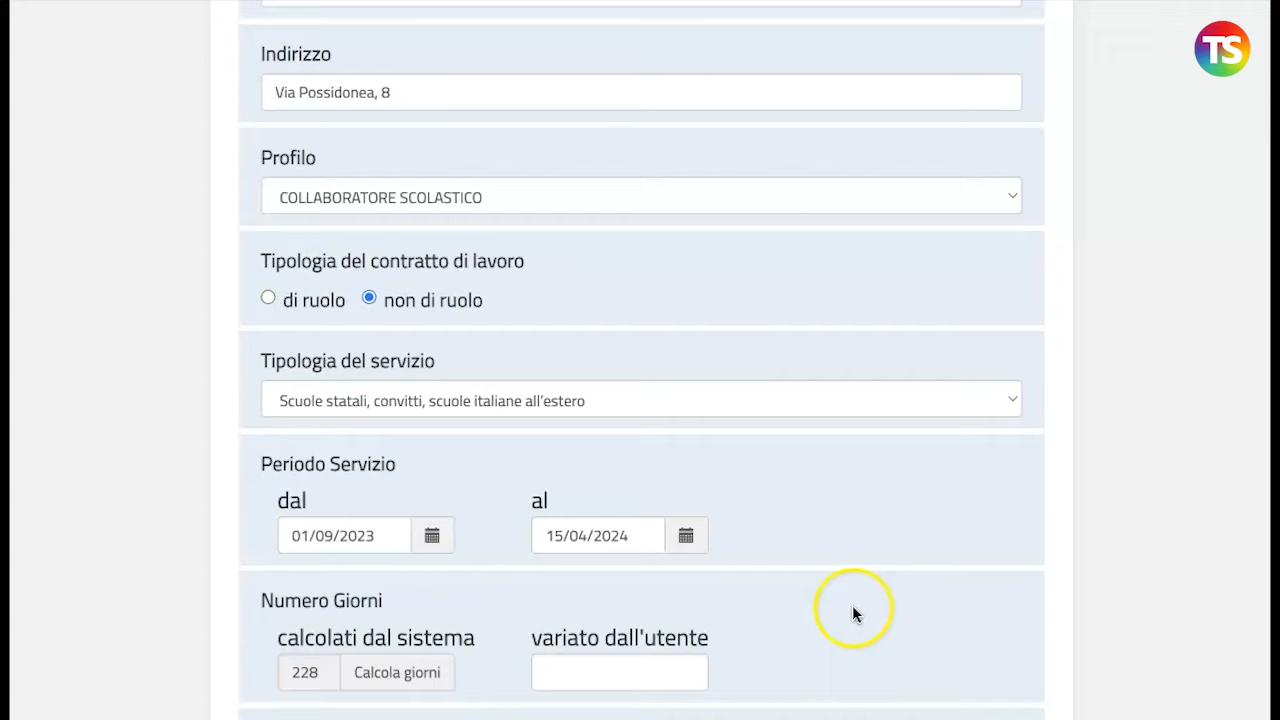 TS
Indirizzo
Via Possidonea, 8
Profilo
COLLABORATORE SCOLASTICO
Tipologia del contratto di lavoro
di ruolo non di ruolo
Tipologia del servizio
Scuole statali, convitti, scuole italiane all’estero
Periodo Servizio
dal al
01/09/2023 15/04/2024
Numero Giorni
calcolati dal sistema variato dall'utente
228 Calcola giorni